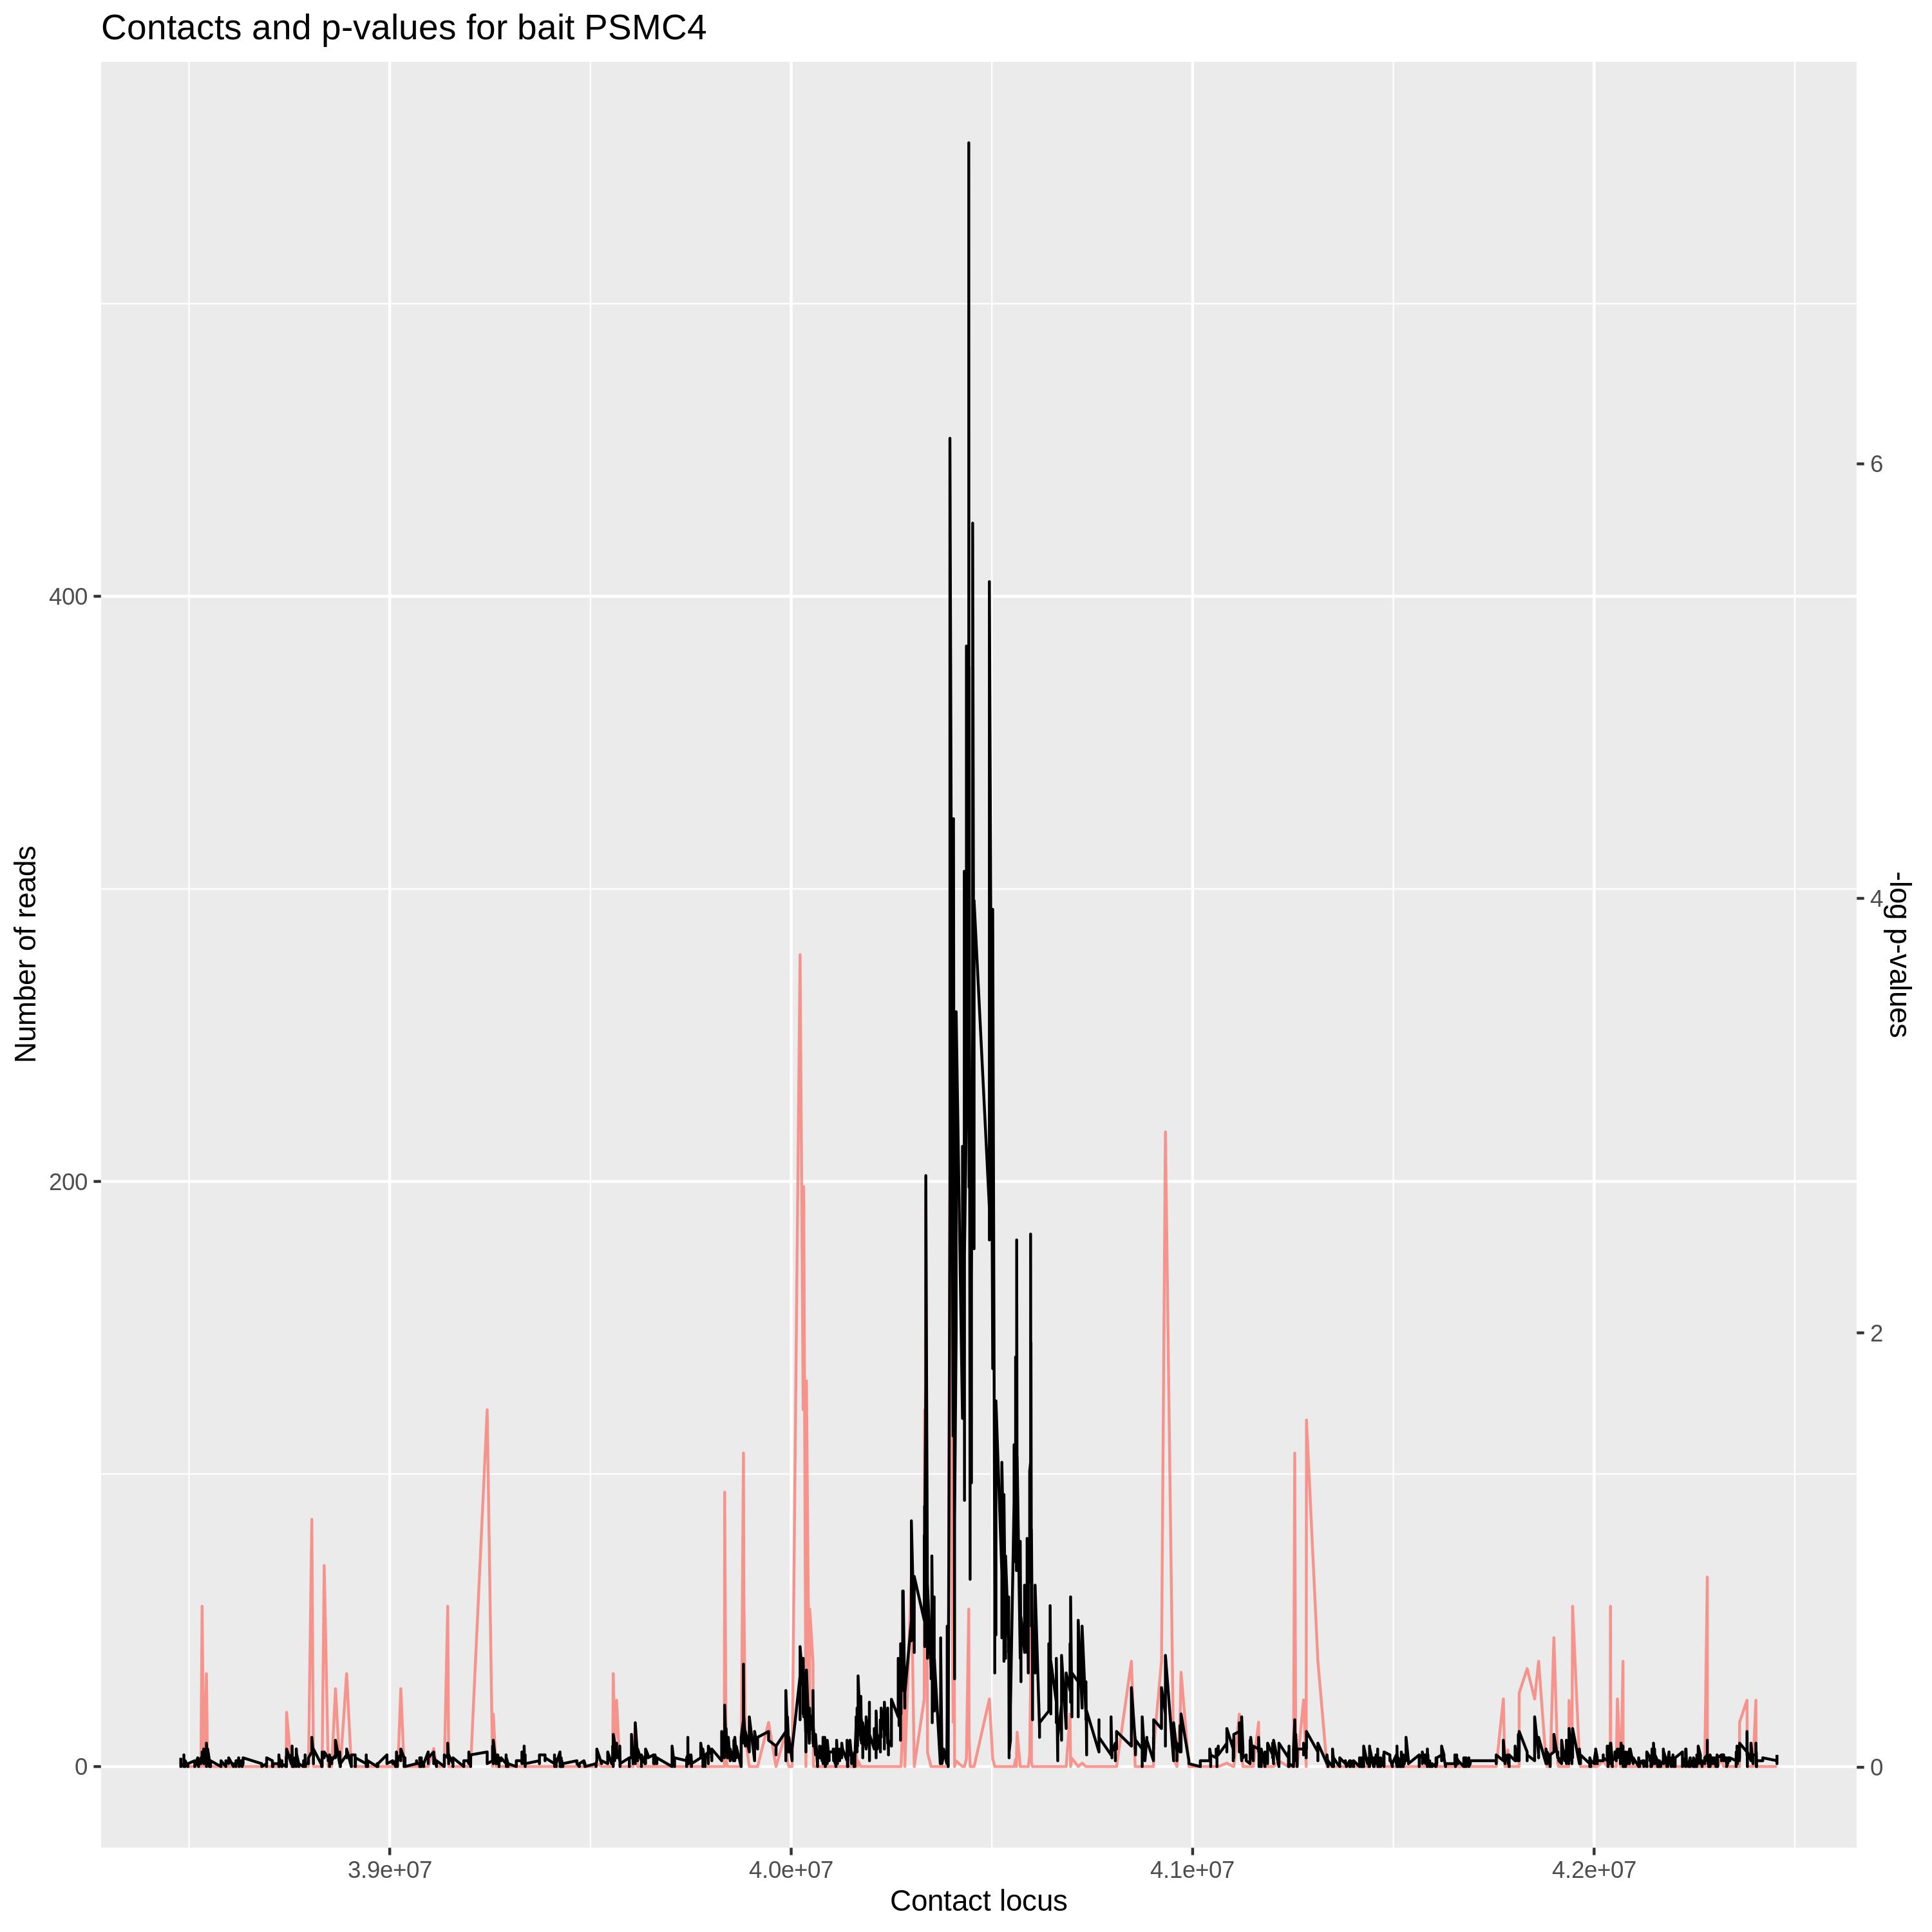 Contacts and p-values for bait PSMC4
Number of reads
400
200
0
6
4
2
0
-log p-values
3.9e+07
4.0e+07
4.1e+07
4.2e+07
Contact locus